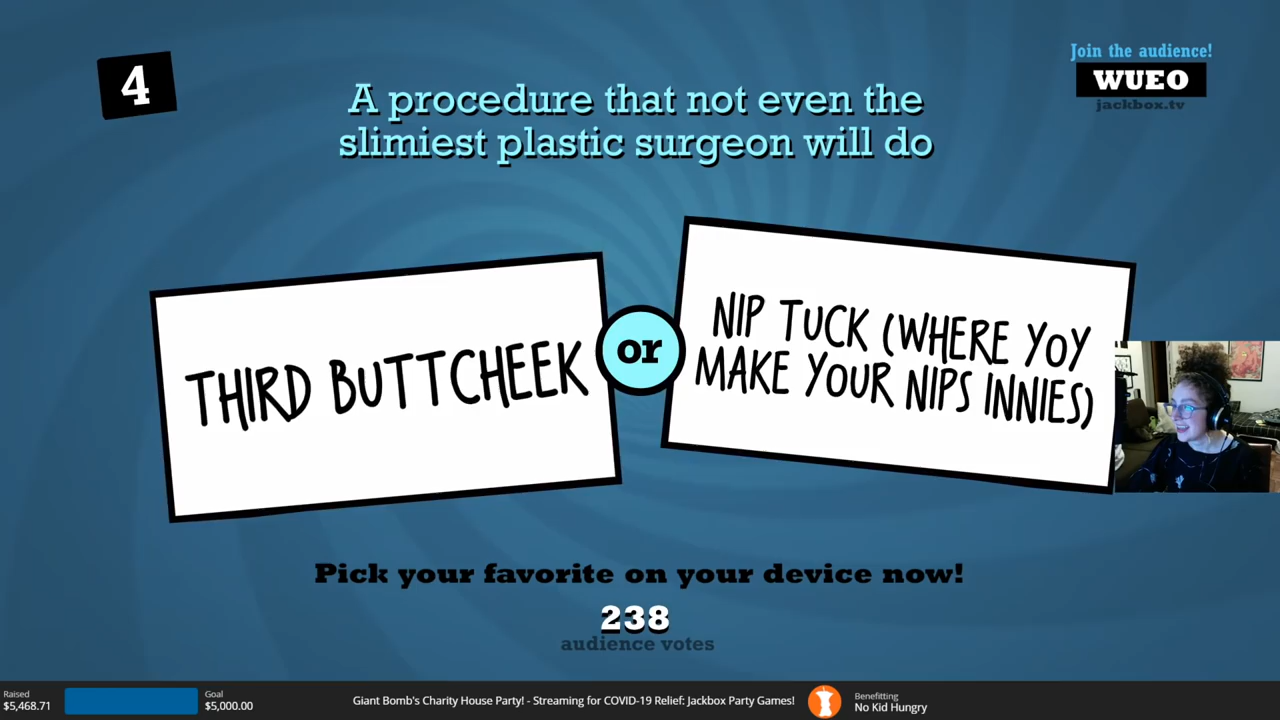 4
A procedure that not even the
slimiest plastic surgeon will do
Join the audience!
WUEO
jackbox.tv
THIRD BUTTCHEEK
or
NIP TUCK (WHERE YOY
MAKE YOUR NIPS INNIES)
Pick your favorite on your device now!
238
audience votes
Raised
$5,468.71
Goal
$5,000.00
Giant Bomb's Charity House Party! - Streaming for COVID-19 Relief: Jackbox Party Games!
Benefitting
No Kid Hungry